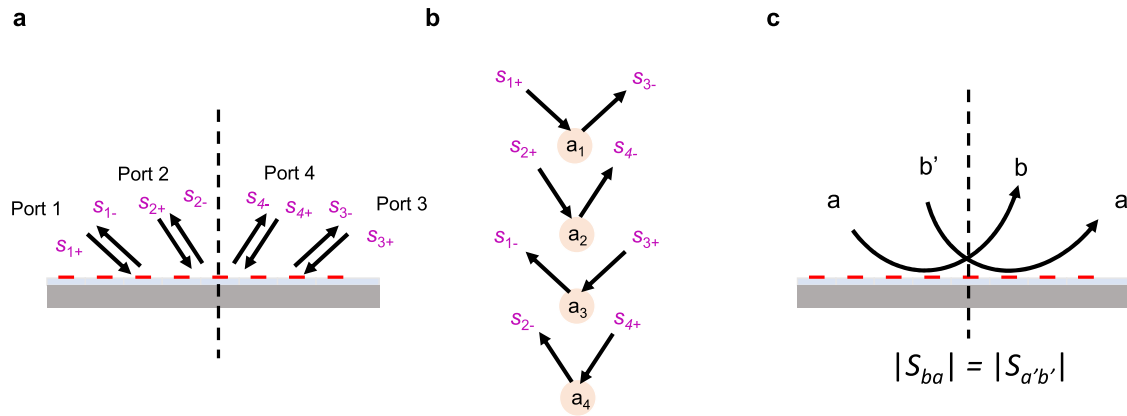 a
b
c
Port 1
Port 2
Port 4
Port 3
s1+
s1-
s2+
s2-
s4-
s4+
s3-
s3+
s1+
s3-
a1
s2+
s4-
a2
s1-
s3+
a3
s2-
s4+
a4
a
b'
b
a
|Sba| = |Sa'b'|